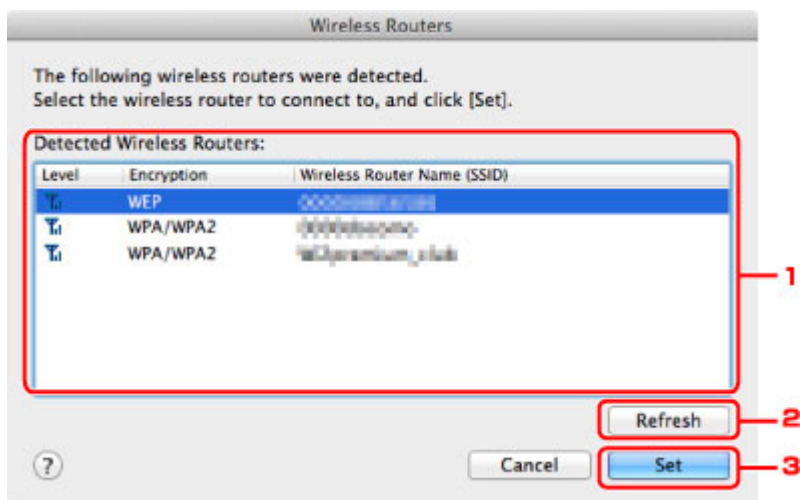 Wireless Routers
The following wireless routers were detected.
Select the wireless router to connect to, and click [Set].
Detected Wireless Routers:
Level Encryption Wireless Router Name (SSID)
WEP
WPA/WPA2
WPA/WPA2
1
Refresh 2
? Cancel Set 3